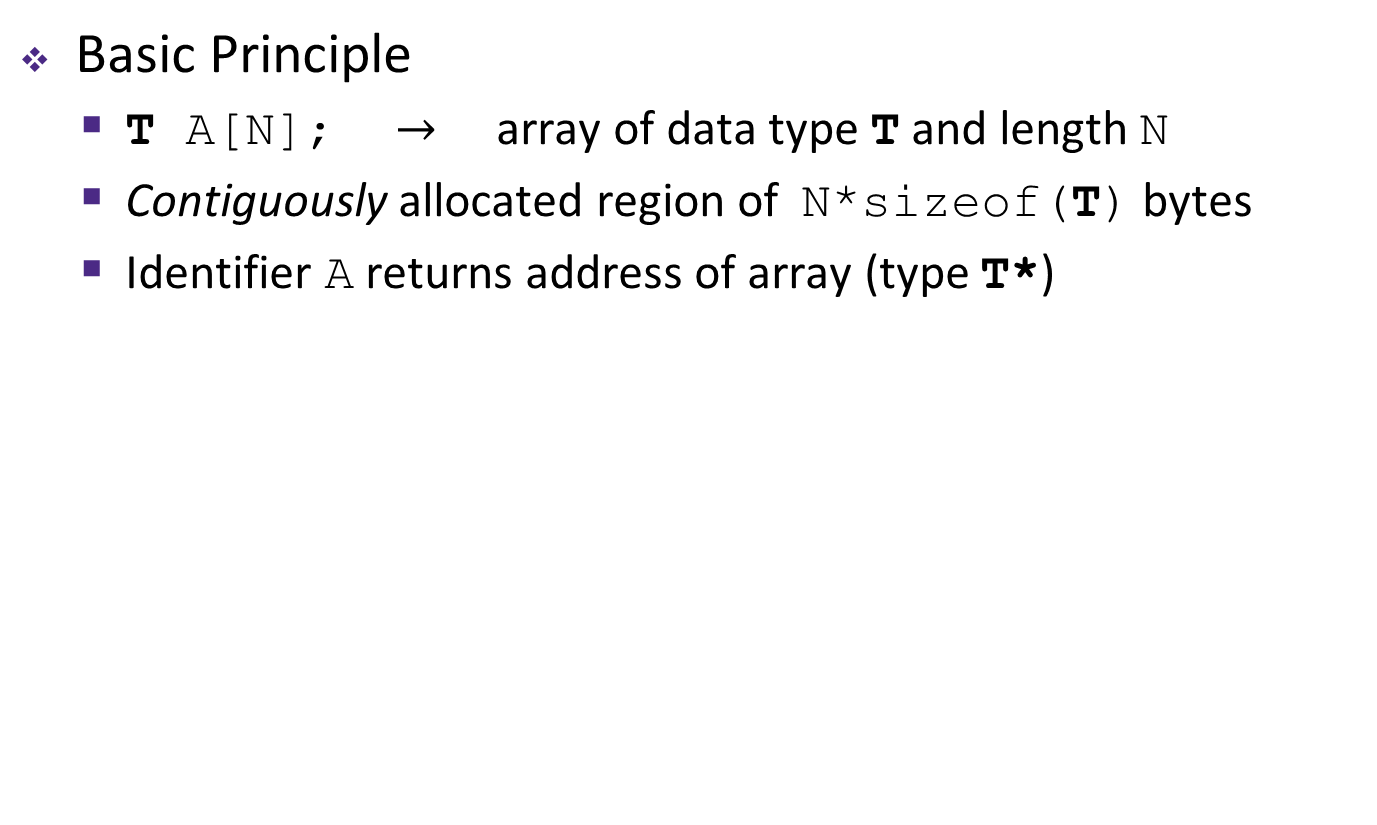 ❖ Basic Principle
▪ T A[N]; → array of data type T and length N
▪ Contiguously allocated region of N*sizeof(T) bytes
▪ Identifier A returns address of array (type T*)